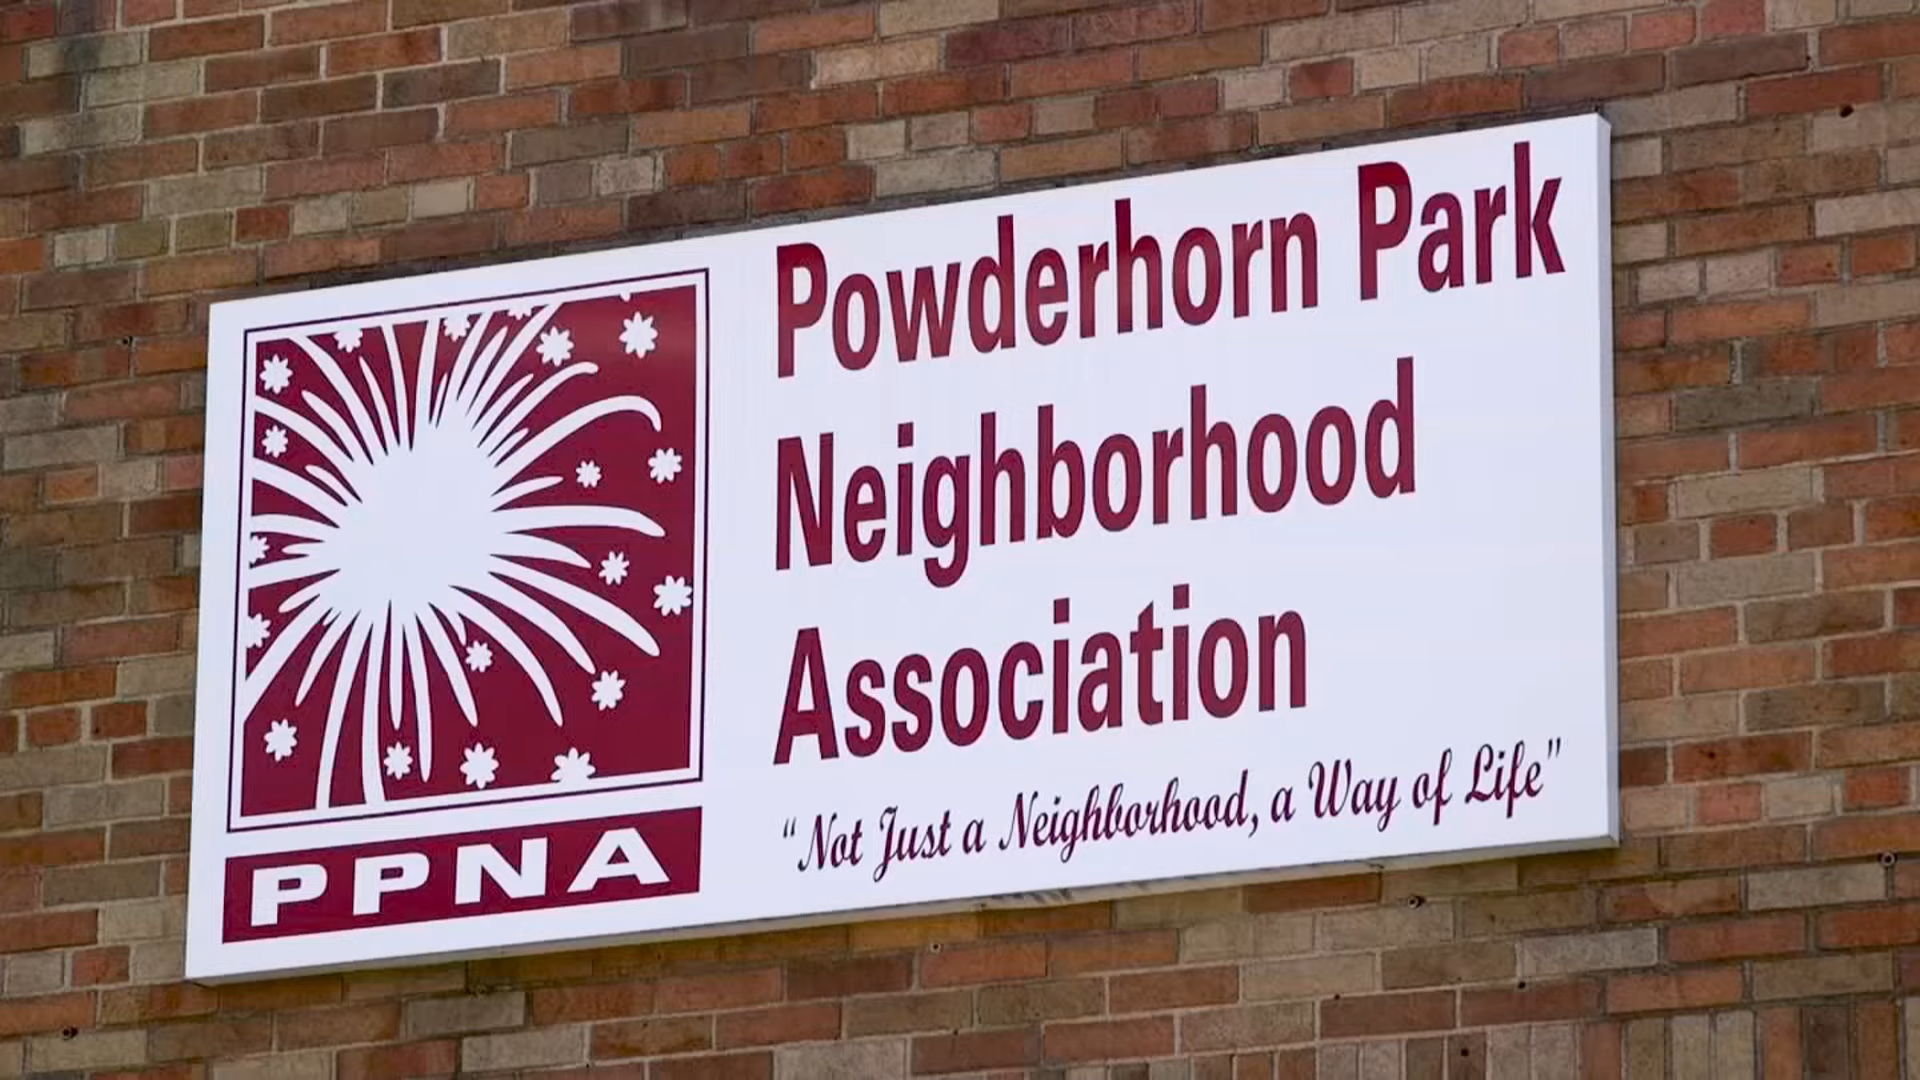 Powderhorn Park
Neighborhood
Association
“Not Just a Neighborhood, a Way of Life”
PPNA